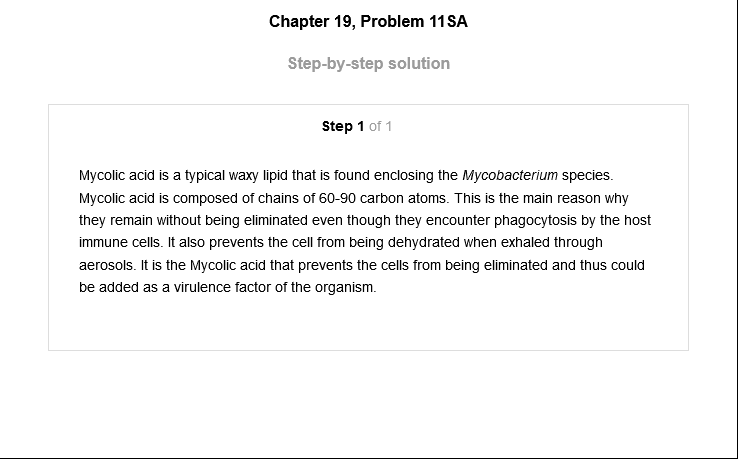 Chapter 19, Problem 11SA
Step-by-step solution
Step 1 of 1
Mycolic acid is a typical waxy lipid that is found enclosing the Mycobacterium species.
Mycolic acid is composed of chains of 60-90 carbon atoms. This is the main reason why
they remain without being eliminated even though they encounter phagocytosis by the host
immune cells. It also prevents the cell from being dehydrated when exhaled through
aerosols. It is the Mycolic acid that prevents the cells from being eliminated and thus could
be added as a virulence factor of the organism.